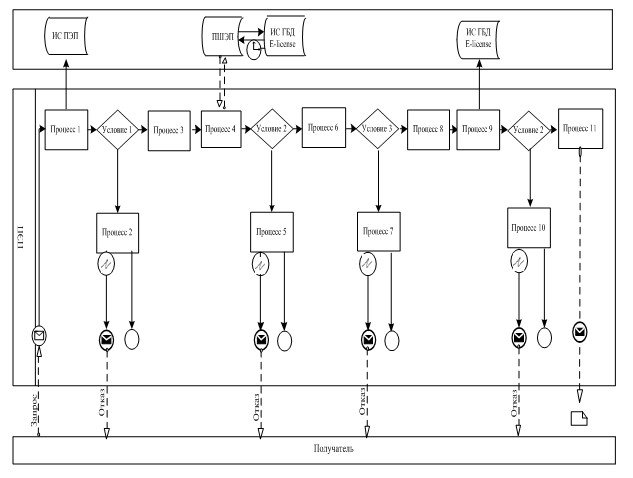 ИС ПЭП
ПШЭП
ИС ГБД
E-license
ИС ГБД
E-license
Процесс 1
Условие 1
Процесс 3
Процесс 4
Условие 2
Процесс 6
Условие 3
Процесс 8
Процесс 9
Условие 2
Процесс 11
Процесс 2
Процесс 5
Процесс 7
Процесс 10
ПЭП
Запрос
Отказ
Отказ
Отказ
Отказ
Получатель